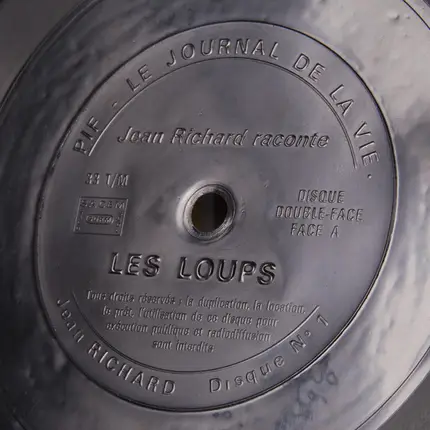 PIF - LE JOURNAL DE LA VIE.
Jean Richard raconte
33 T/M
SACEM
DISQUE
DOUBLE-FACE
FACE A
LES LOUPS
Tous droits réservés : la duplication, la location,
le prêt, l'utilisation de ce disque pour
exécution publique et radiodiffusion
sont interdits
Jean RICHARD Disque N° 1